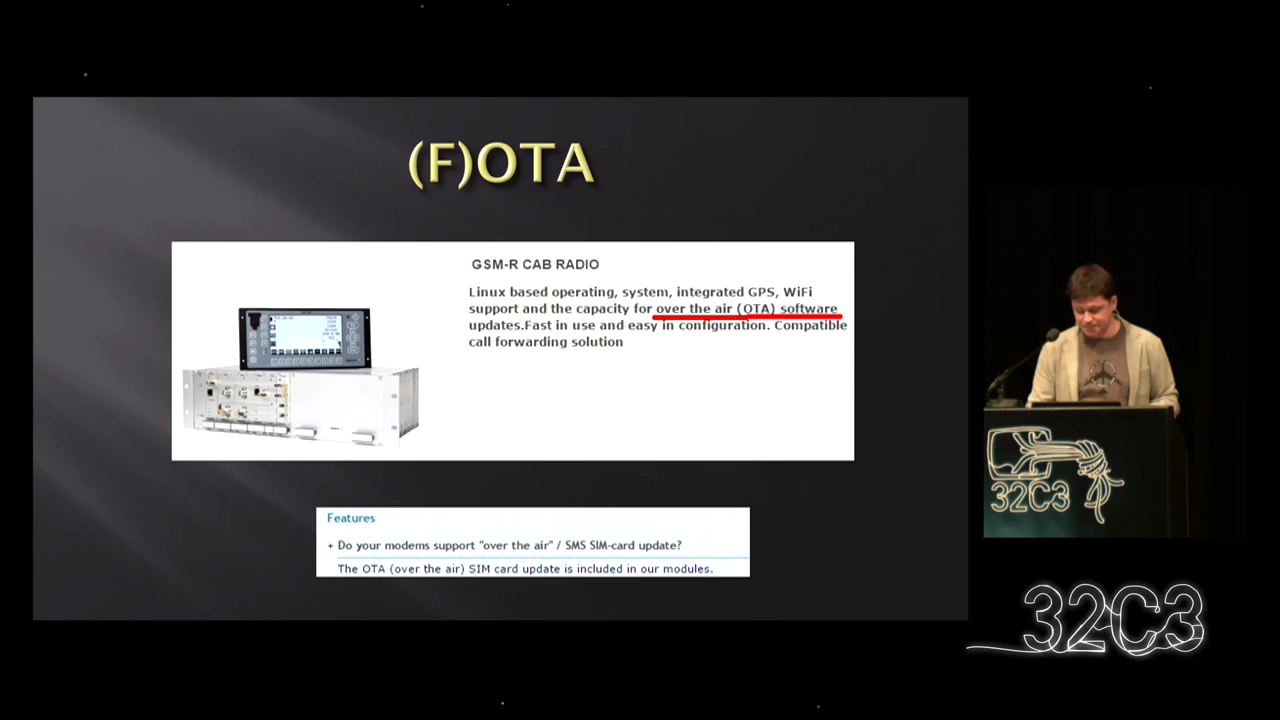 (F)OTA
GSM-R CAB RADIO
Linux based operating, system, integrated GPS, WiFi
support and the capacity for over the air (OTA) software
updates.Fast in use and easy in configuration. Compatible
call forwarding solution
Features
+ Do your modems support "over the air" / SMS SIM-card update?
The OTA (over the air) SIM card update is included in our modules.
32C3
32C3